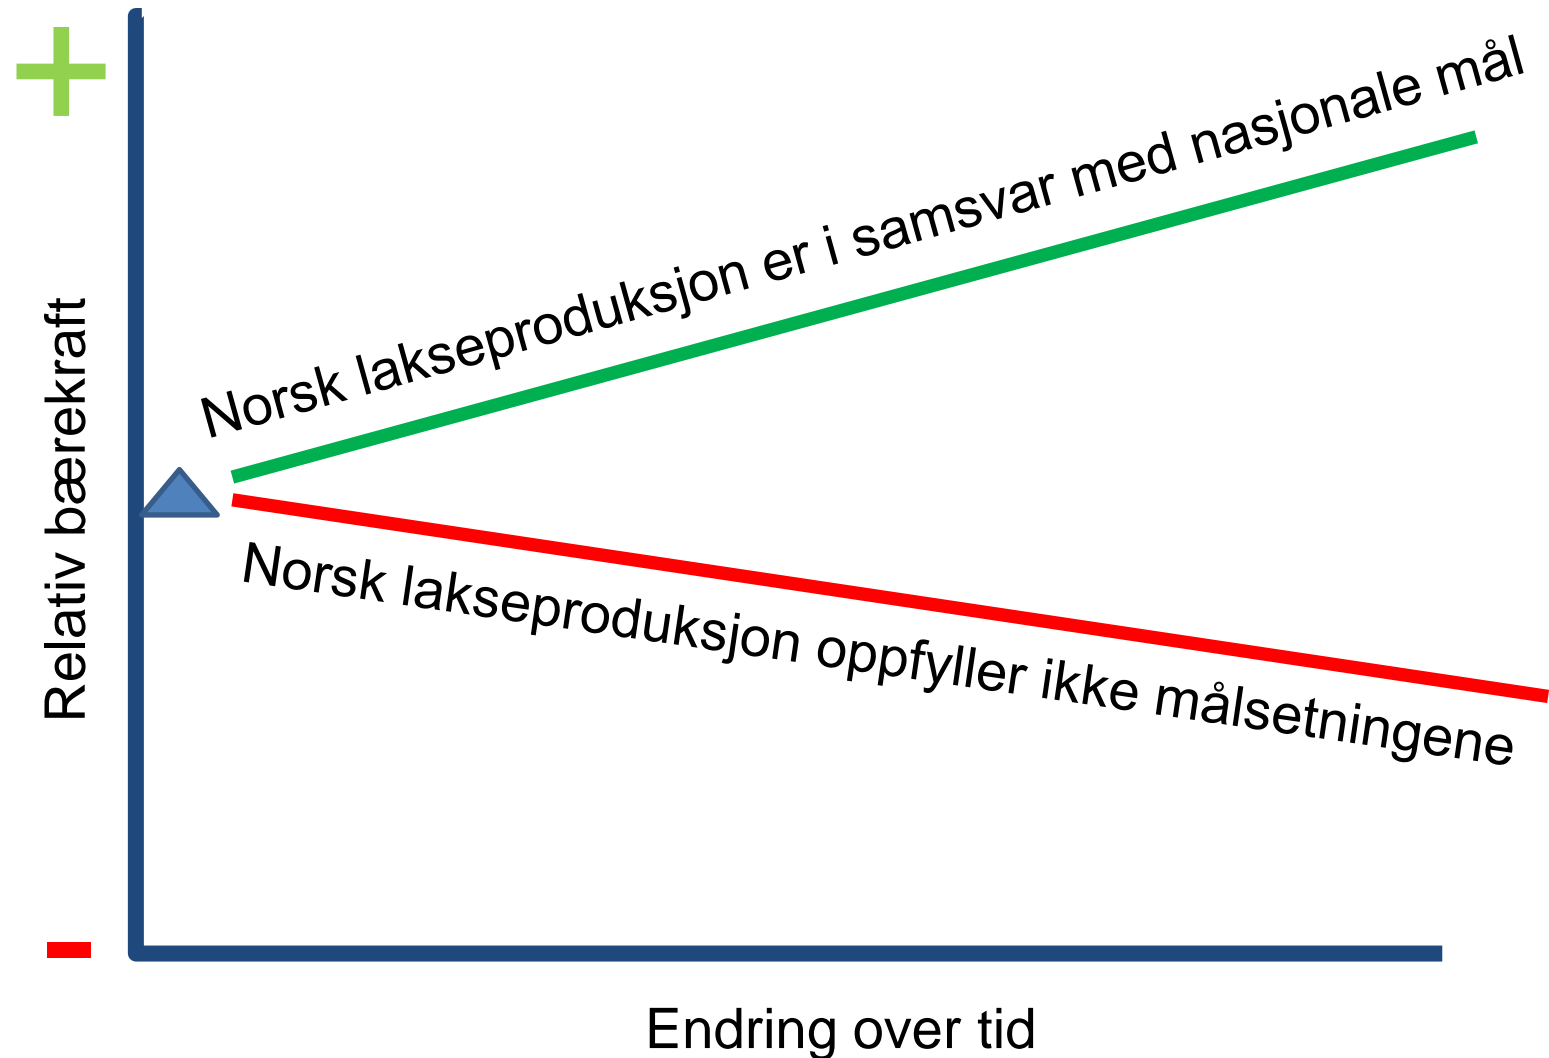 +
Norsk lakseproduksjon er i samsvar med nasjonale mål
Relativ bærekraft
Norsk lakseproduksjon oppfyller ikke målsetningene
-
Endring over tid